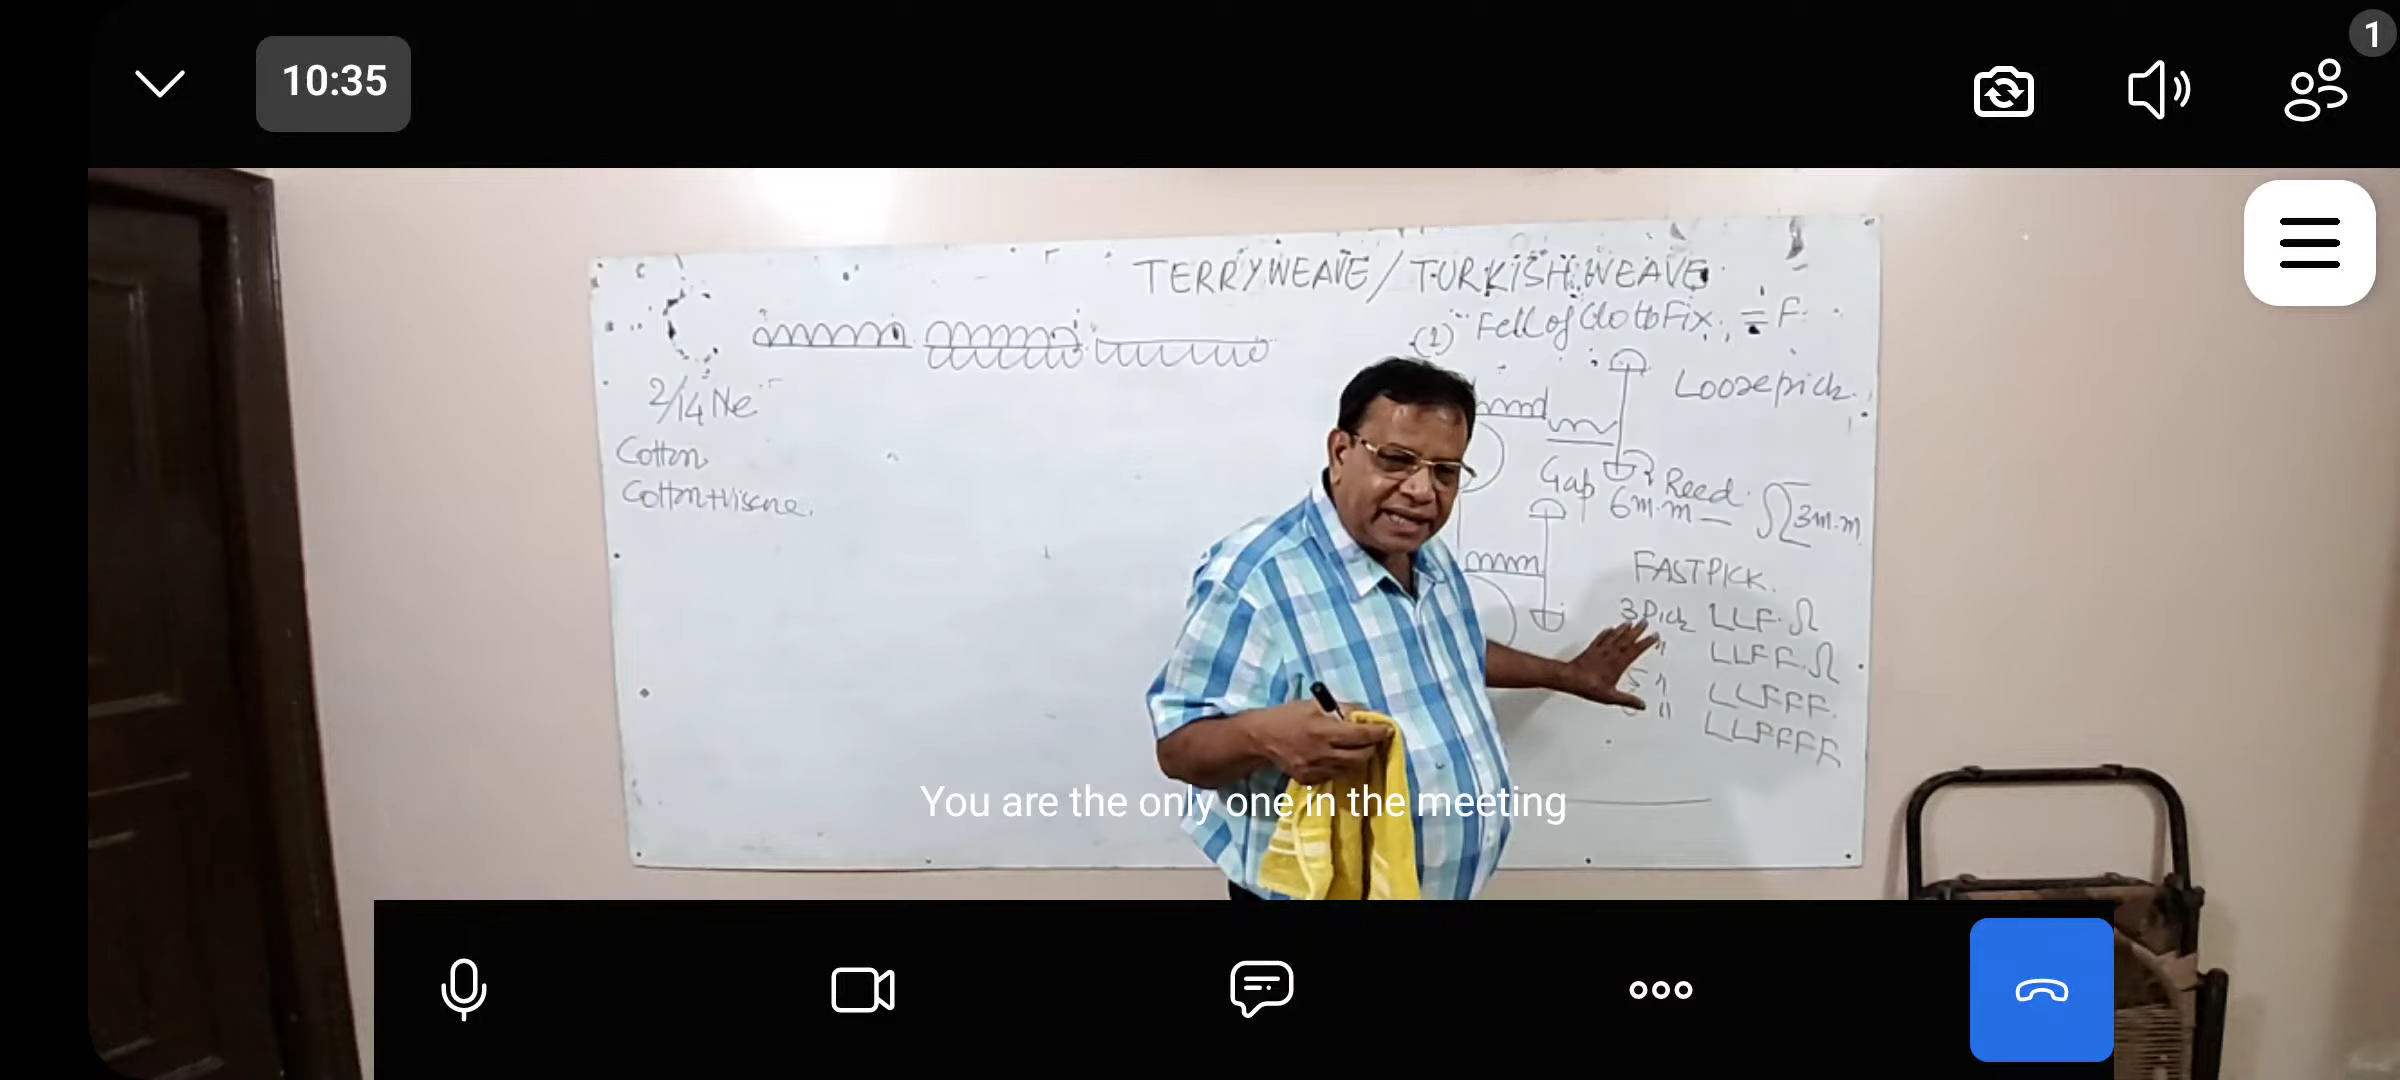 10:35
1
TERRY WEAVE / TURKISH WEAVE
(1) Fell of Cloth Fix. = F.
2/14 Ne
Loose pick.
Cotton
Cotton + Viscne.
Gap Reed.
6 m.m 3 m.m
FAST PICK.
3 Pick LLF.
" LLFF.
5 " LLFFF.
" LLFFFF
You are the only one in the meeting